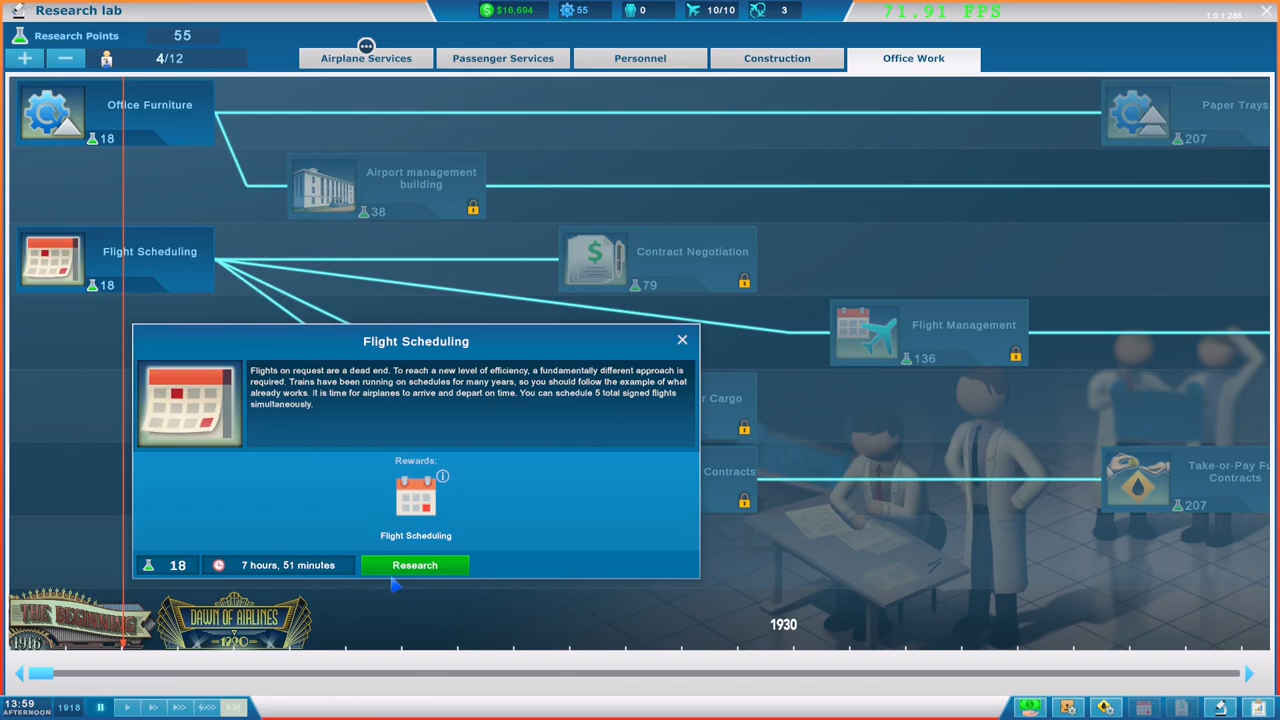 Research lab
$16,694
55
0
10/10
3
71.91 FPS
1.0.1.286
Research Points
55
4/12
Airplane Services
Passenger Services
Personnel
Construction
Office Work
Office Furniture
18
Paper Trays
207
Airport management
building
38
Flight Scheduling
18
Contract Negotiation
79
Flight Management
136
r Cargo
Contracts
Take-or-Pay Fu
Contracts
207
Flight Scheduling
Flights on request are a dead end. To reach a new level of efficiency, a fundamentally different approach is
required. Trains have been running on schedules for many years, so you should follow the example of what
already works. It is time for airplanes to arrive and depart on time. You can schedule 5 total signed flights
simultaneously.
Rewards:
Flight Scheduling
18
7 hours, 51 minutes
Research
THE BEGINNING
1916
DAWN OF AIRLINES
1920
1930
13:59
AFTERNOON
1918